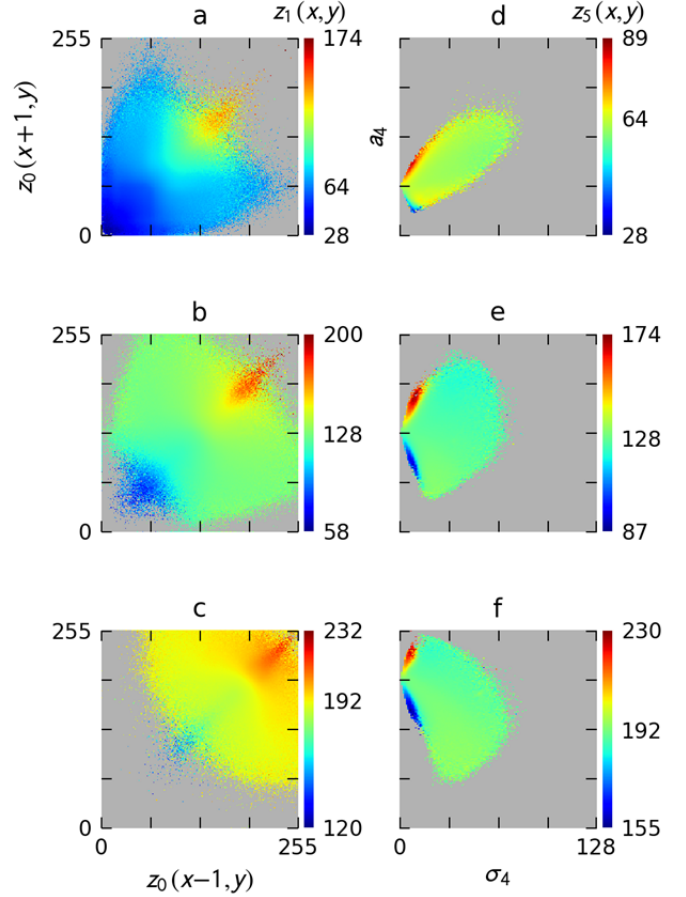 a z₁(x,y) d z₅(x,y)
255 174 89
z₀(x+1,y) a₄ 64
64
0 28 28
b e
255 200 174
128 128
0 58 87
c f
255 232 230
192 192
0 120 155
0 255 0 128
z₀(x−1,y) σ₄